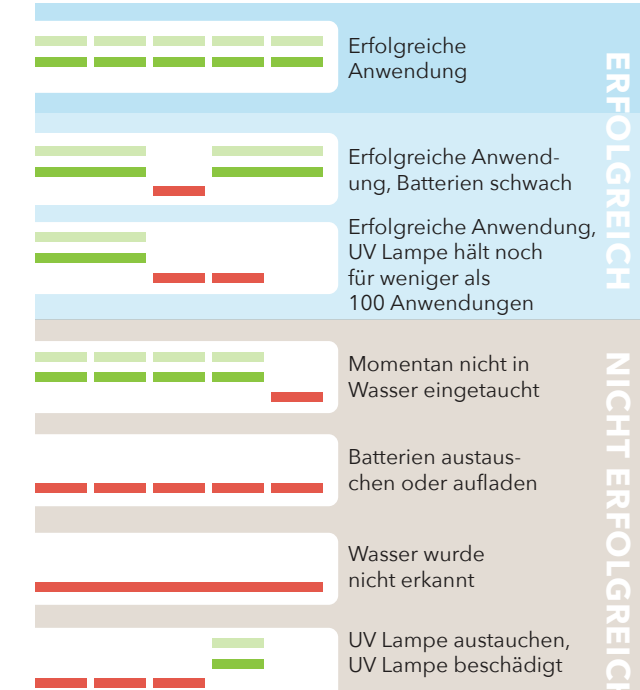 Erfolgreiche
Anwendung
Erfolgreiche Anwend-
ung, Batterien schwach
Erfolgreiche Anwendung,
UV Lampe hält noch
für weniger als
100 Anwendungen
ERFOLGREICH
Momentan nicht in
Wasser eingetaucht
Batterien austaus-
chen oder aufladen
Wasser wurde
nicht erkannt
UV Lampe austauchen,
UV Lampe beschädigt
NICHT ERFOLGREICH